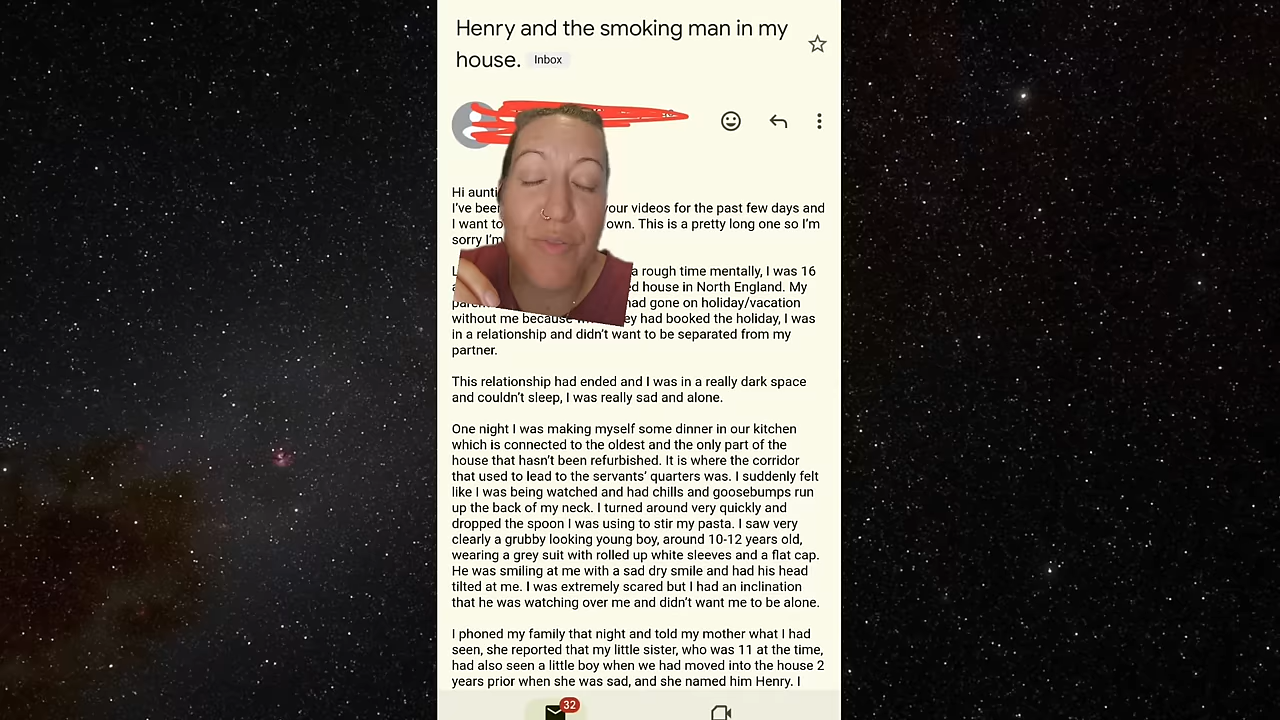 Henry and the smoking man in my
house. Inbox
Hi aunti
I've beer your videos for the past few days and
I want to own. This is a pretty long one so I'm
sorry I'm
L a rough time mentally, I was 16
a ed house in North England. My
paren had gone on holiday/vacation
without me because ey had booked the holiday, I was
in a relationship and didn't want to be separated from my
partner.
This relationship had ended and I was in a really dark space
and couldn't sleep, I was really sad and alone.
One night I was making myself some dinner in our kitchen
which is connected to the oldest and the only part of the
house that hasn't been refurbished. It is where the corridor
that used to lead to the servants' quarters was. I suddenly felt
like I was being watched and had chills and goosebumps run
up the back of my neck. I turned around very quickly and
dropped the spoon I was using to stir my pasta. I saw very
clearly a grubby looking young boy, around 10-12 years old,
wearing a grey suit with rolled up white sleeves and a flat cap.
He was smiling at me with a sad dry smile and had his head
tilted at me. I was extremely scared but I had an inclination
that he was watching over me and didn't want me to be alone.
I phoned my family that night and told my mother what I had
seen, she reported that my little sister, who was 11 at the time,
had also seen a little boy when we had moved into the house 2
years prior when she was sad, and she named him Henry. I
32